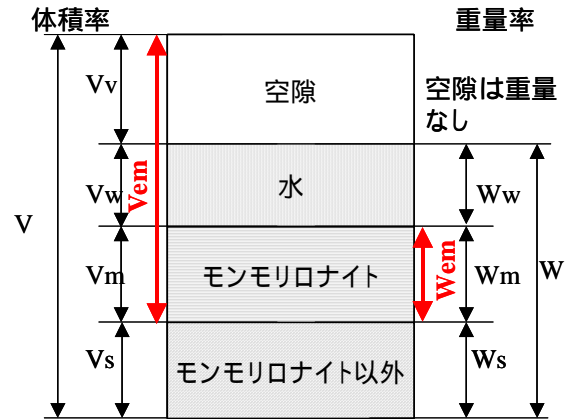 体積率
重量率
Vv
空隙
空隙は重量
なし
Vw
Vem
水
Ww
V
Vm
モンモリロナイト
Wem
Wm
W
Vs
モンモリロナイト以外
Ws